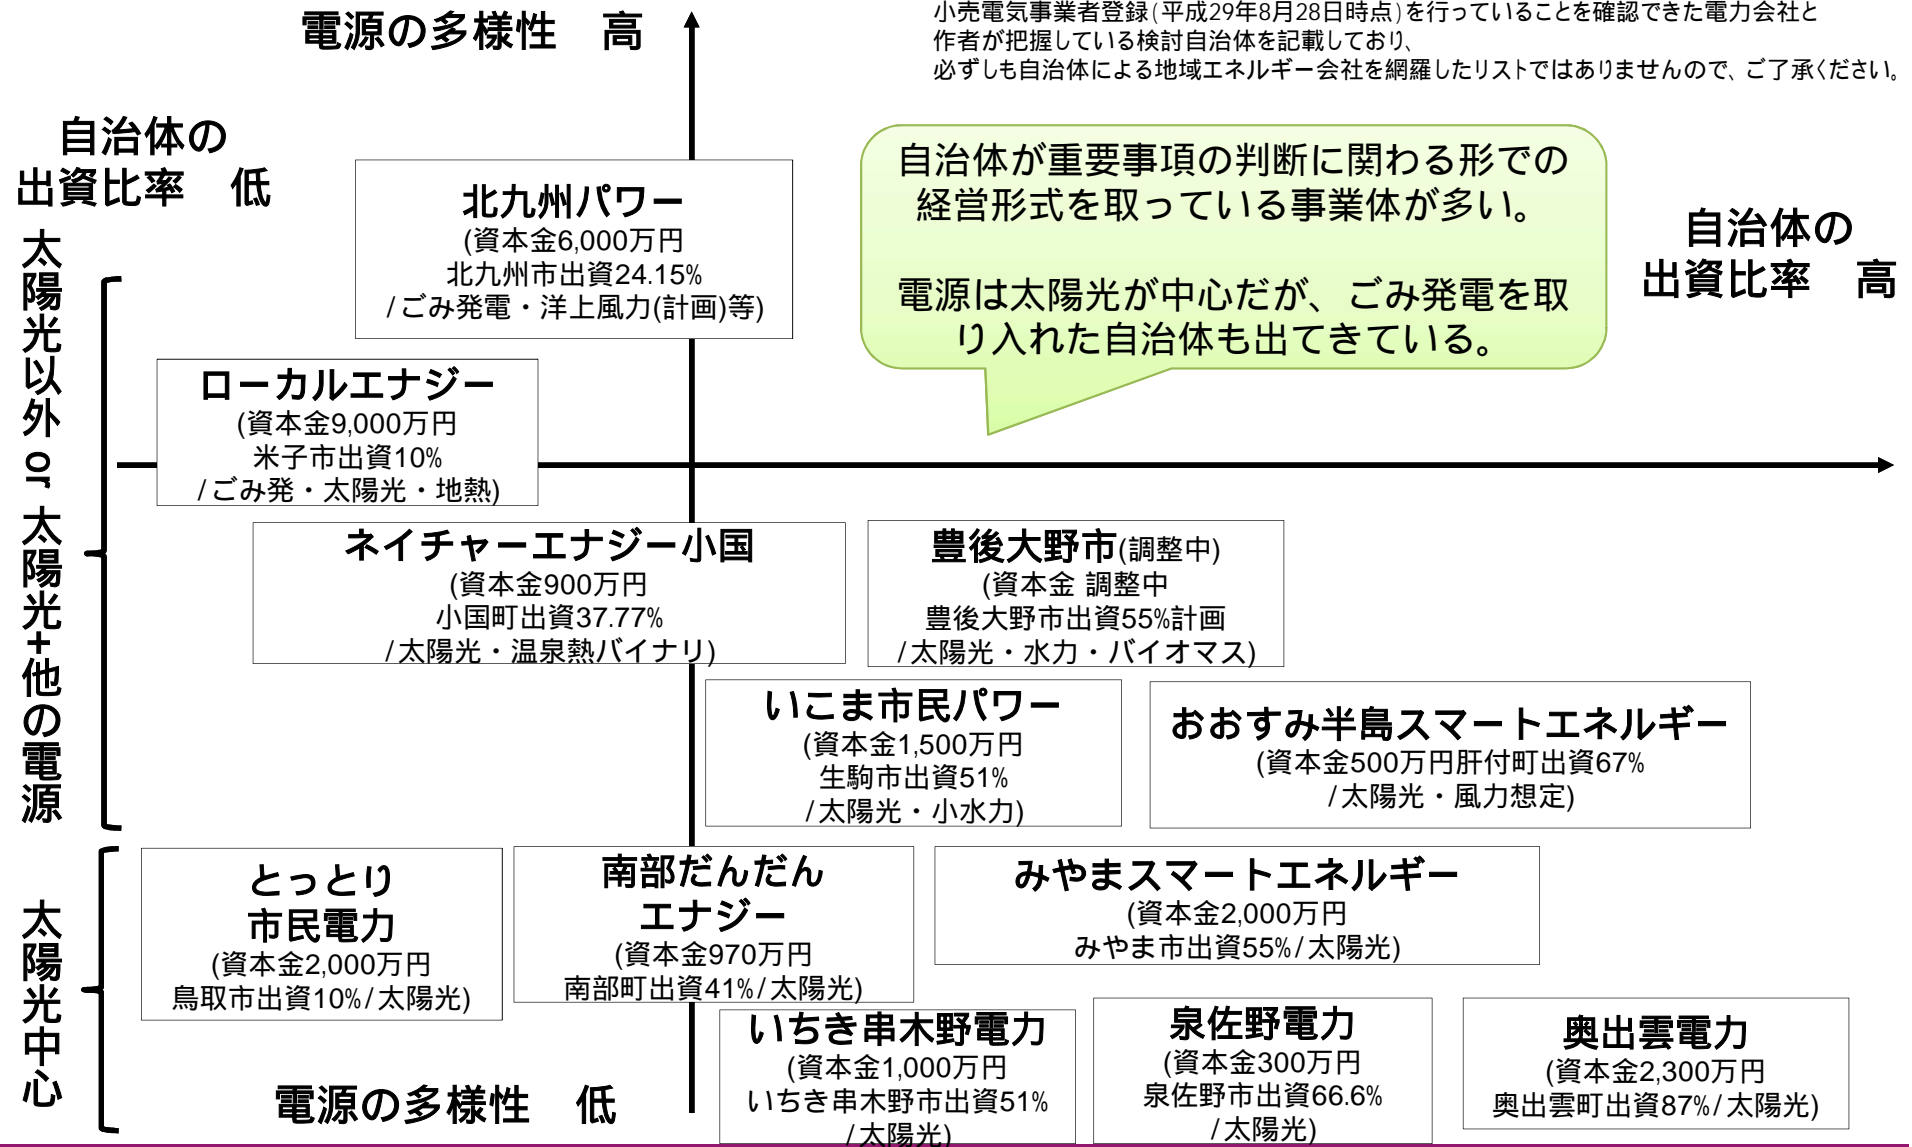 電源の多様性　高
小売電気事業者登録(平成29年8月28日時点)を行っていることを確認できた電力会社と
作者が把握している検討自治体を記載しており、
必ずしも自治体による地域エネルギー会社を網羅したリストではありませんので、ご了承ください。
自治体の
出資比率　低
自治体が重要事項の判断に関わる形での
経営形式を取っている事業体が多い。
電源は太陽光が中心だが、ごみ発電を取
り入れた自治体も出てきている。
自治体の
出資比率　高
北九州パワー
(資本金6,000万円
北九州市出資24.15%
/ごみ発電・洋上風力(計画)等)
太陽光以外 or 太陽光+他の電源
ローカルエナジー
(資本金9,000万円
米子市出資10%
/ごみ発・太陽光・地熱)
ネイチャーエナジー小国
(資本金900万円
小国町出資37.77%
/太陽光・温泉熱バイナリ)
豊後大野市(調整中)
(資本金 調整中
豊後大野市出資55%計画
/太陽光・水力・バイオマス)
いこま市民パワー
(資本金1,500万円
生駒市出資51%
/太陽光・小水力)
おおすみ半島スマートエネルギー
(資本金500万円肝付町出資67%
/太陽光・風力想定)
太陽光中心
とっとり
市民電力
(資本金2,000万円
鳥取市出資10%/太陽光)
南部だんだん
エナジー
(資本金970万円
南部町出資41%/太陽光)
みやまスマートエネルギー
(資本金2,000万円
みやま市出資55%/太陽光)
いちき串木野電力
(資本金1,000万円
いちき串木野市出資51%
/太陽光)
泉佐野電力
(資本金300万円
泉佐野市出資66.6%
/太陽光)
奥出雲電力
(資本金2,300万円
奥出雲町出資87%/太陽光)
電源の多様性　低